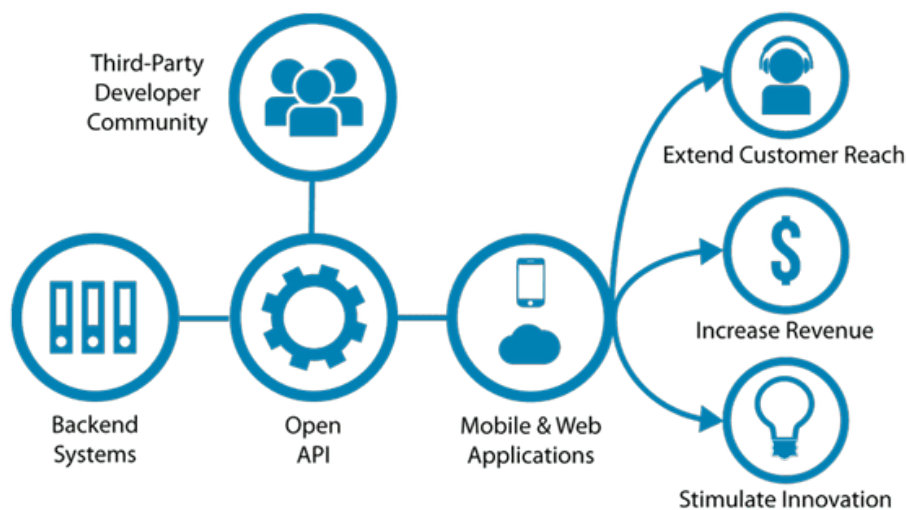 Third-Party
Developer
Community
Extend Customer Reach
$
Increase Revenue
Backend
Systems
Open
API
Mobile & Web
Applications
Stimulate Innovation